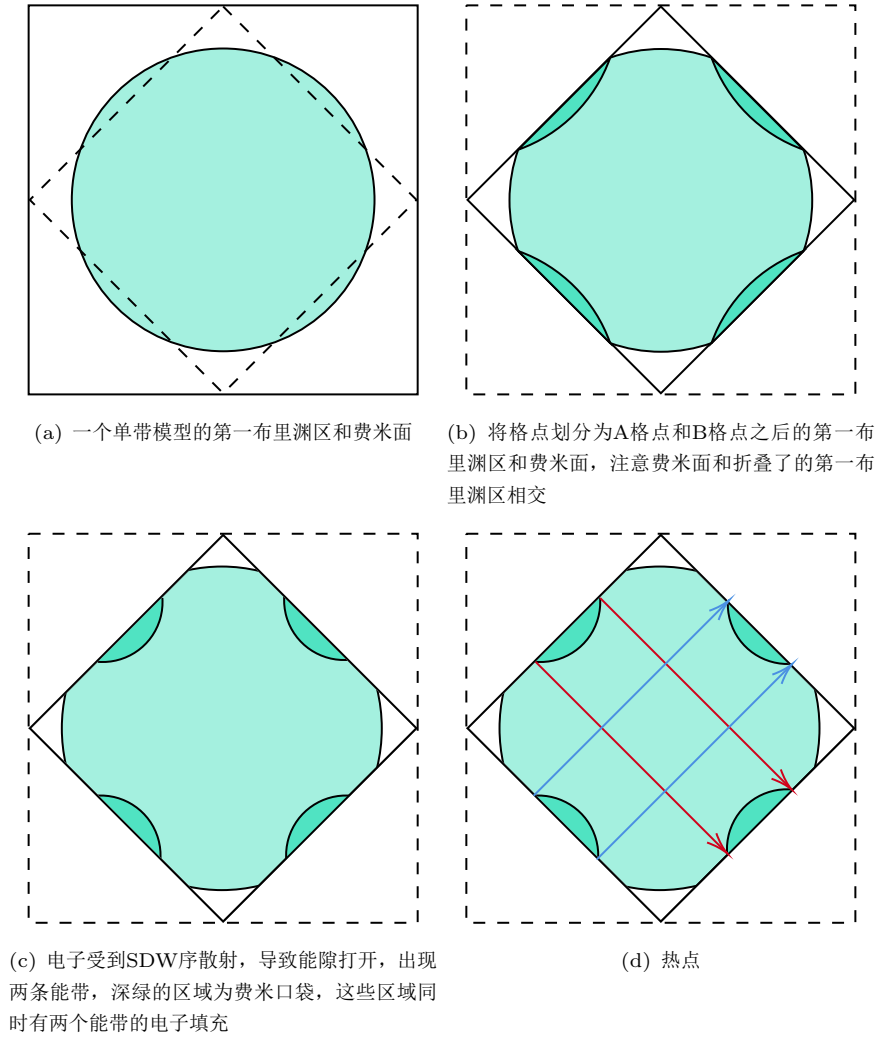 (a) 一个单带模型的第一布里渊区和费米面
(b) 将格点划分为A格点和B格点之后的第一布
里渊区和费米面，注意费米面和折叠了的第一布
里渊区相交
(c) 电子受到SDW序散射，导致能隙打开，出现
两条能带，深绿的区域为费米口袋，这些区域同
时有两个能带的电子填充
(d) 热点